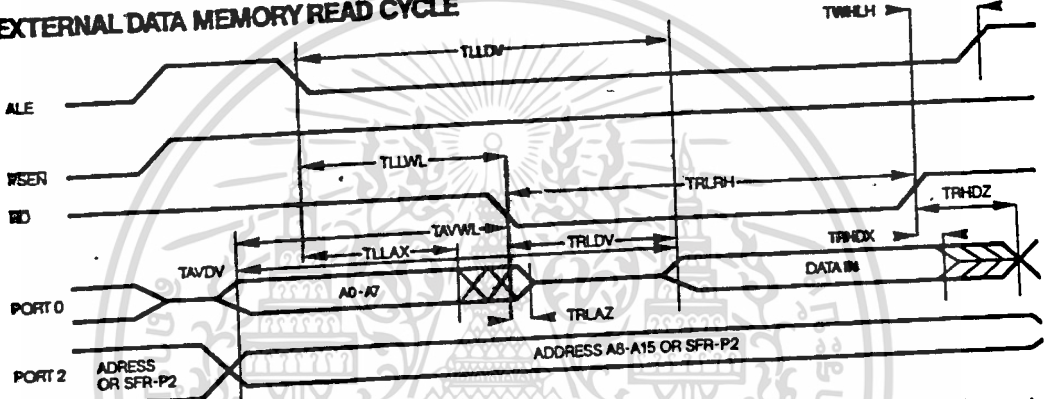 EXTERNAL DATA MEMORY READ CYCLE
TWHLH
TLLDV
ALE
PSEN
TLLWL
TRLRH
RD
TRHDZ
TAVWL
TLLAX
TRLDV
TRHDX
TAVDV
A0-A7
DATA IN
PORT 0
TRLAZ
ADDRESS A8-A15 OR SFR-P2
PORT 2
ADRESS
OR SFR-P2